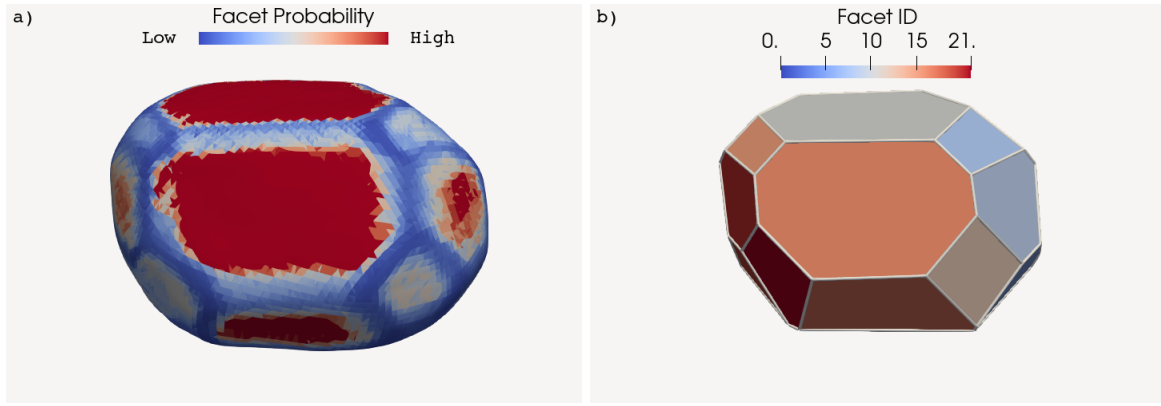 a)
Facet Probability
Low High
b)
Facet ID
0. 5 10 15 21.